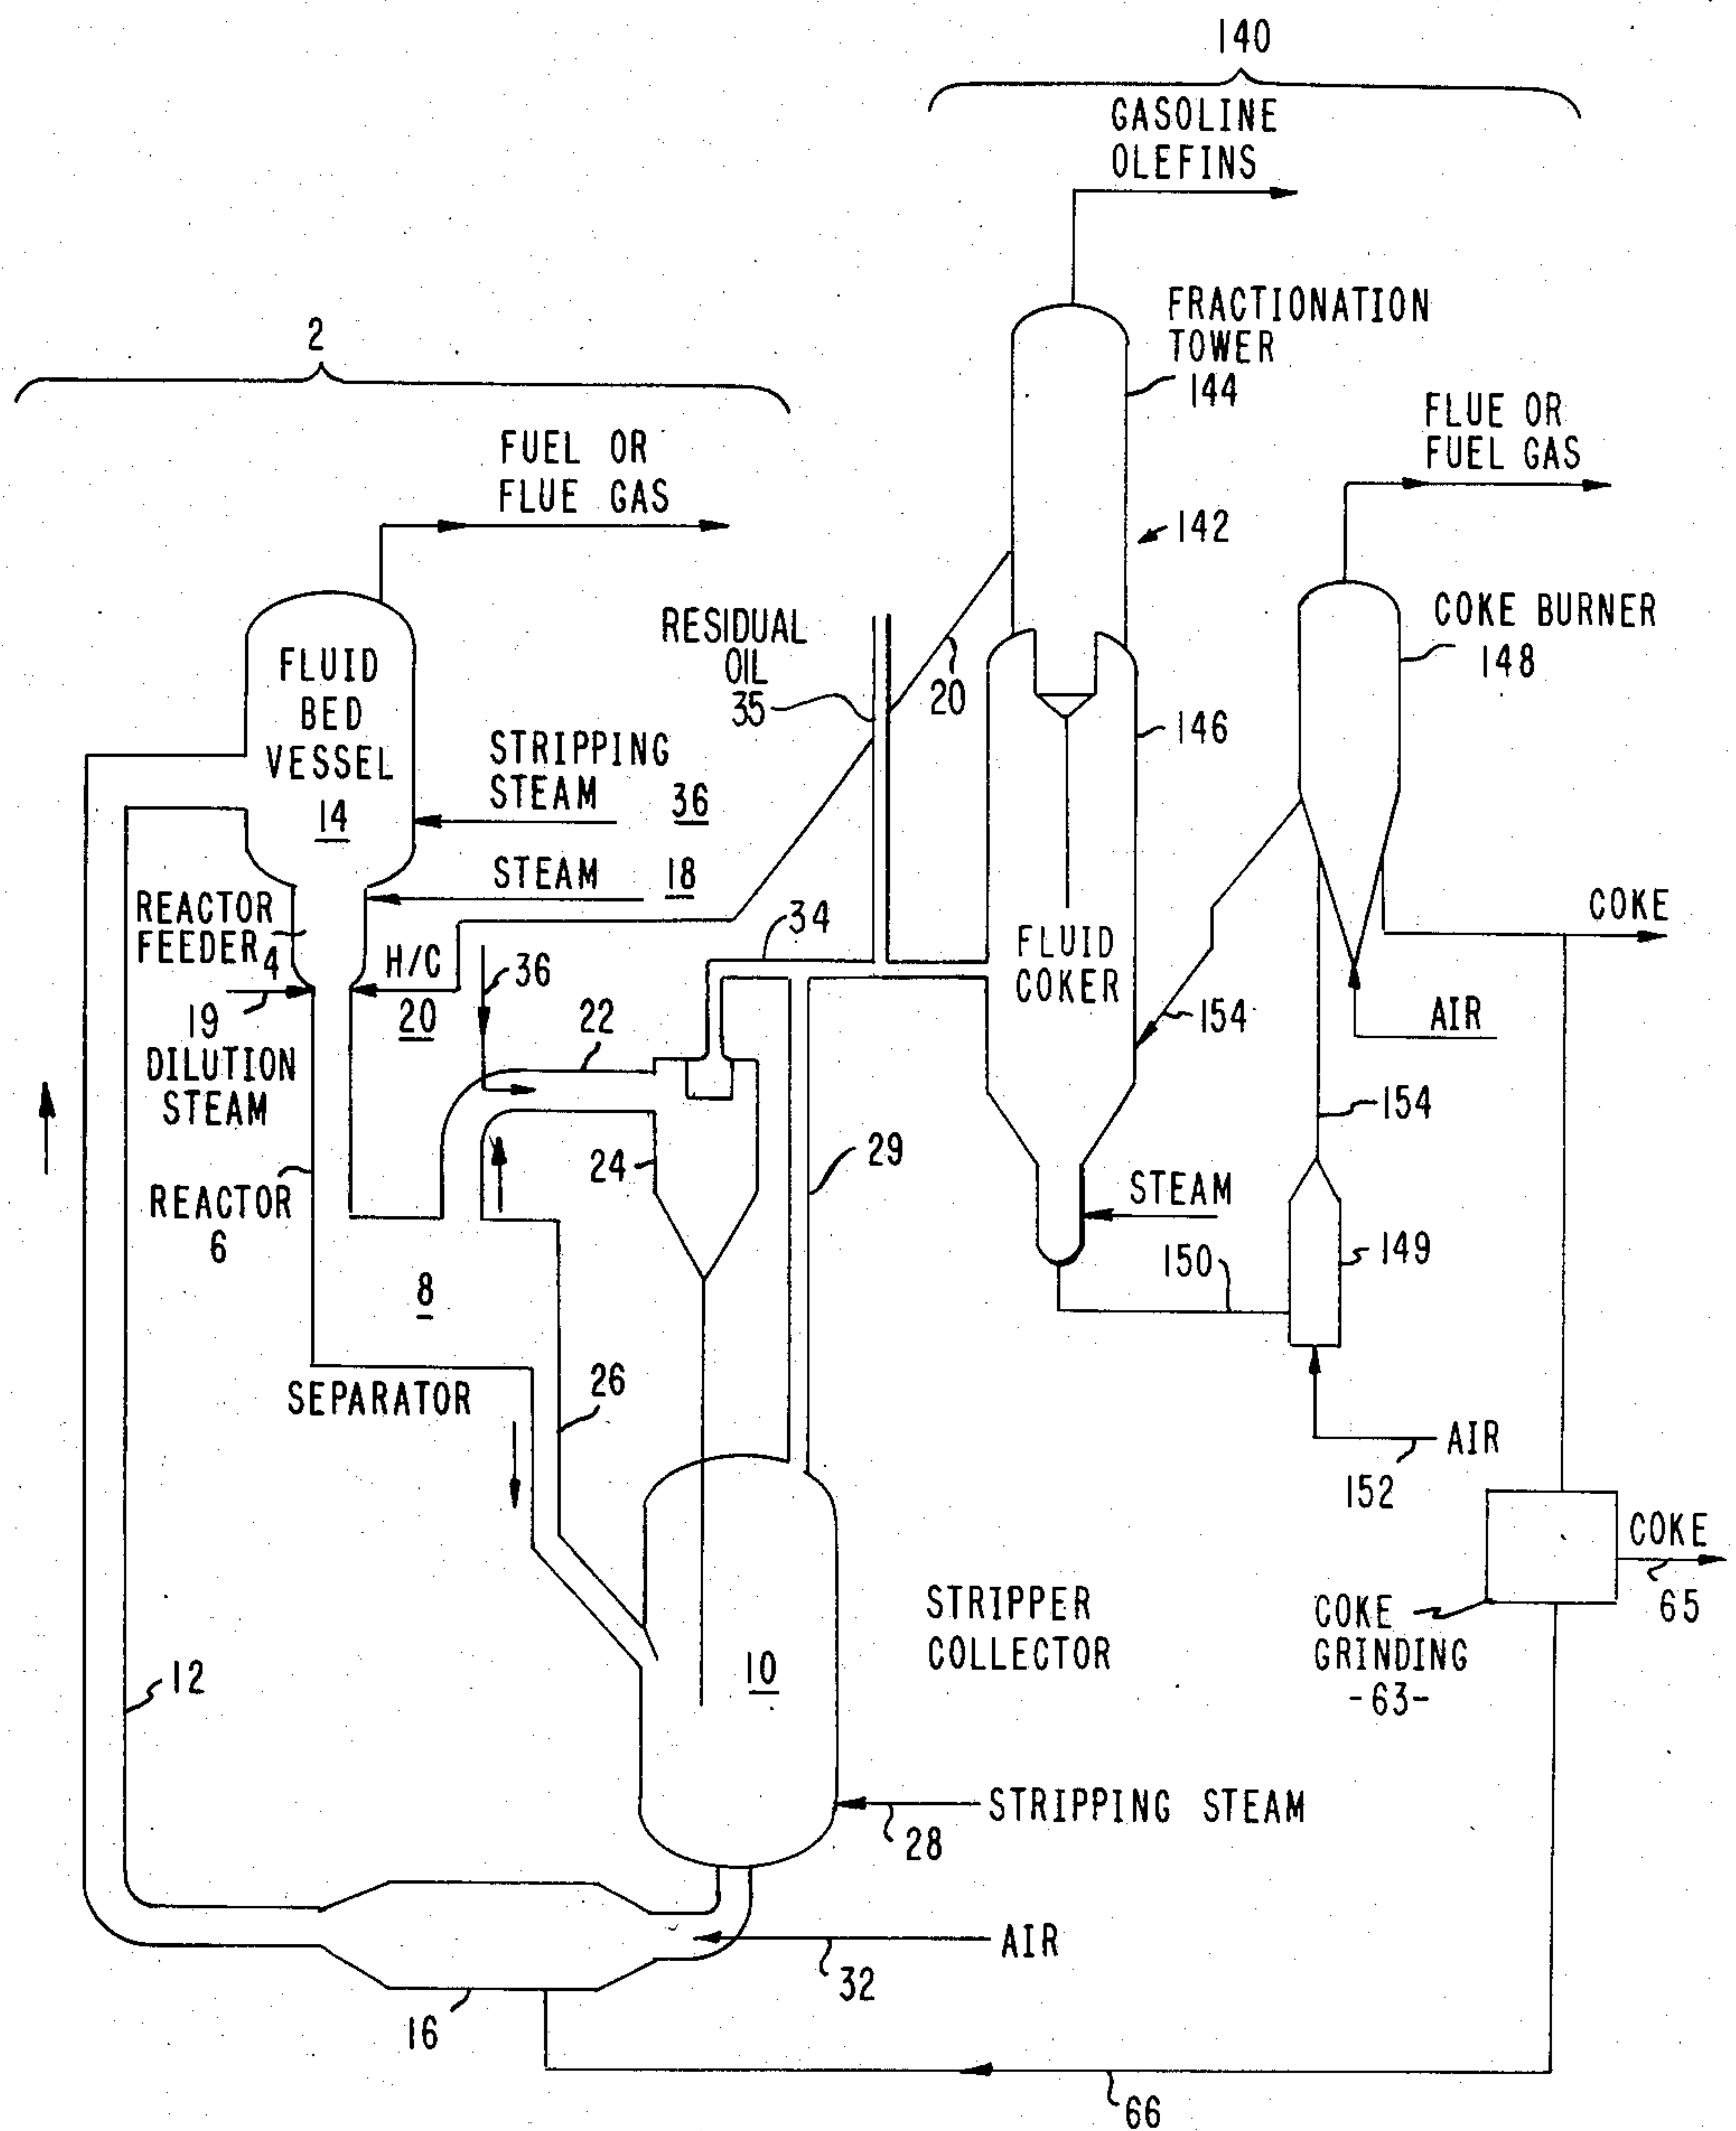 140
GASOLINE
OLEFINS
FRACTIONATION
TOWER
144
2
FUEL OR
FLUE GAS
FLUE OR
FUEL GAS
142
RESIDUAL
OIL
35
20
COKE BURNER
148
FLUID
BED
VESSEL
14
STRIPPING
STEAM
36
146
STEAM
18
REACTOR
FEEDER
4
H/C
20
19
DILUTION
STEAM
36
34
22
FLUID
COKER
154
COKE
AIR
154
24
29
REACTOR
6
STEAM
150
149
8
SEPARATOR
26
AIR
152
COKE
65
COKE
GRINDING
-63-
STRIPPER
COLLECTOR
10
12
STRIPPING STEAM
28
AIR
32
16
66